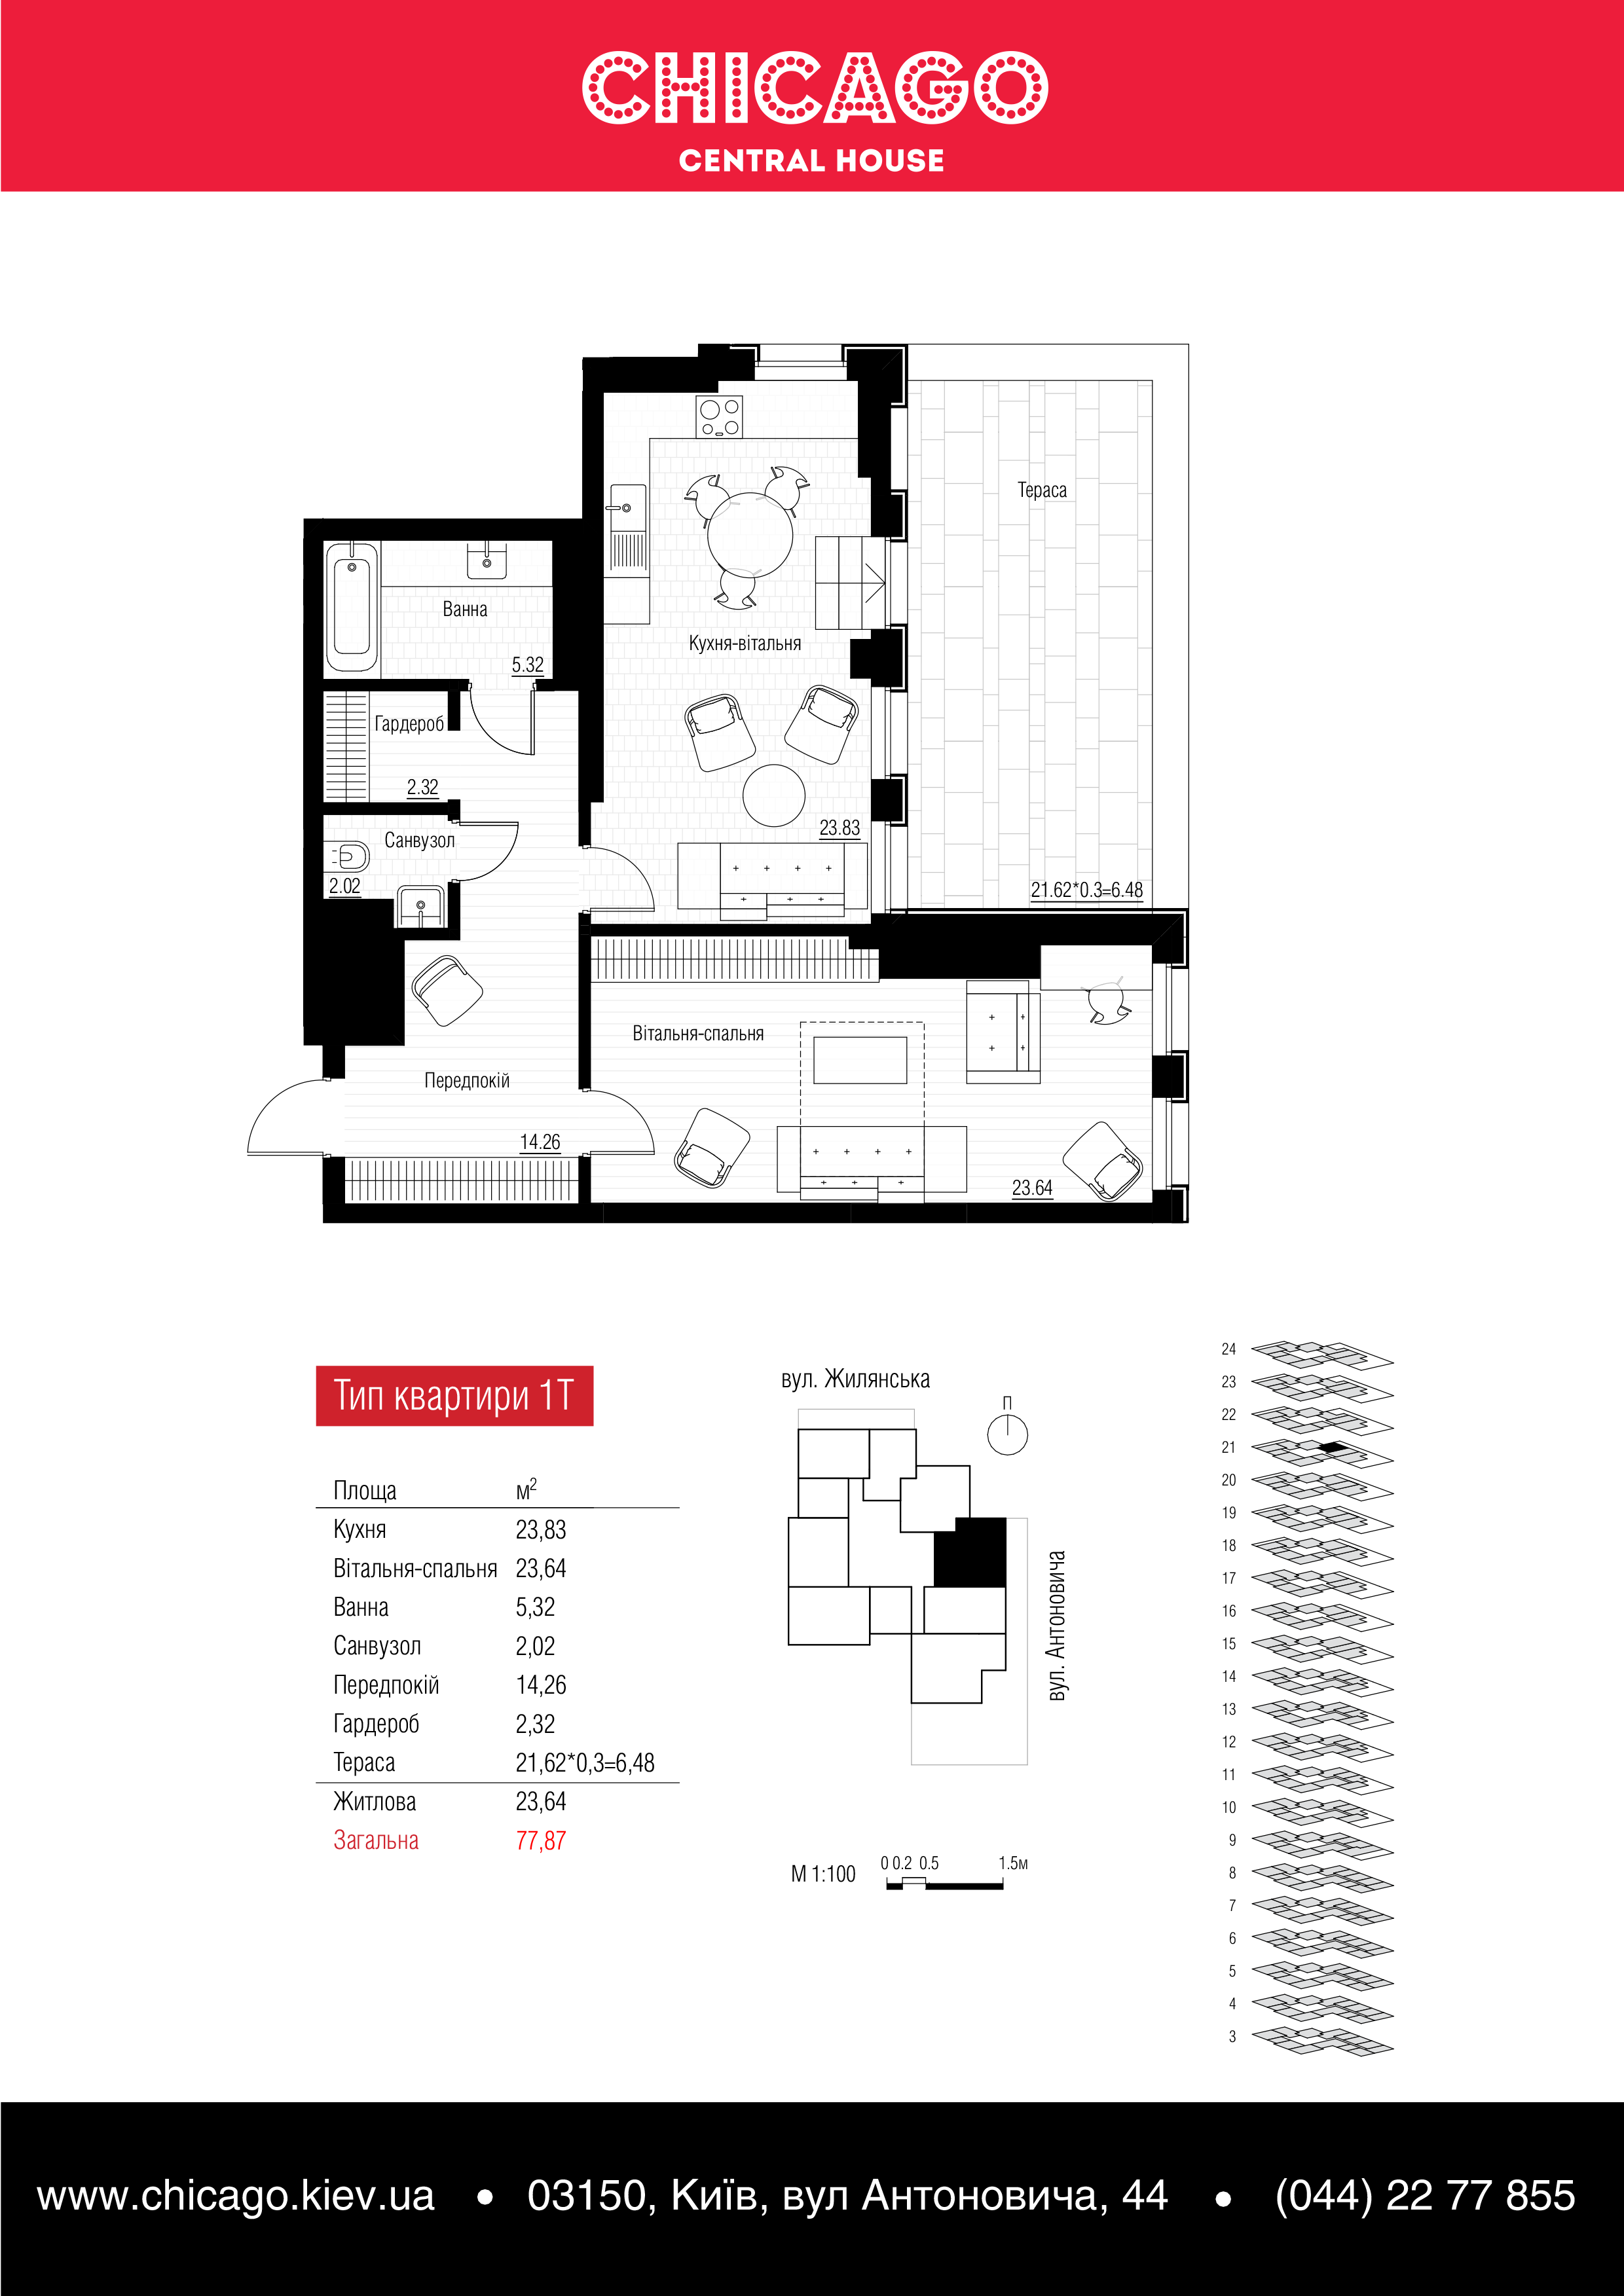 CHICAGO
CENTRAL HOUSE
Тераса
Ванна
5.32
Кухня-вітальня
Гардероб
2.32
23.83
Санвузол
2.02
21.62*0.3=6.48
Вітальня-спальня
Передпокій
14.26
23.64
Тип квартири 1Т
Площа м2
Кухня 23,83
Вітальня-спальня 23,64
Ванна 5,32
Санвузол 2,02
Передпокій 14,26
Гардероб 2,32
Тераса 21,62*0,3=6,48
Житлова 23,64
Загальна 77,87
вул. Жилянська
П
вул. Антоновича
М 1:100
0 0.2 0.5 1.5м
24
23
22
21
20
19
18
17
16
15
14
13
12
11
10
9
8
7
6
5
4
3
www.chicago.kiev.ua • 03150, Київ, вул Антоновича, 44 • (044) 22 77 855